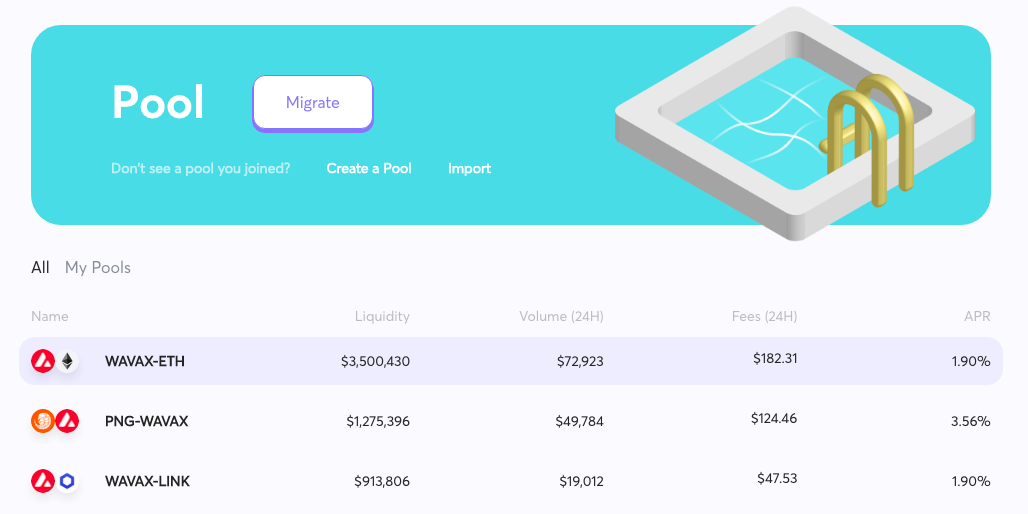 Pool Migrate
Don't see a pool you joined? Create a Pool Import
All My Pools
Name Liquidity Volume (24H) Fees (24H) APR
WAVAX-ETH $3,500,430 $72,923 $182.31 1.90%
PNG-WAVAX $1,275,396 $49,784 $124.46 3.56%
WAVAX-LINK $913,806 $19,012 $47.53 1.90%